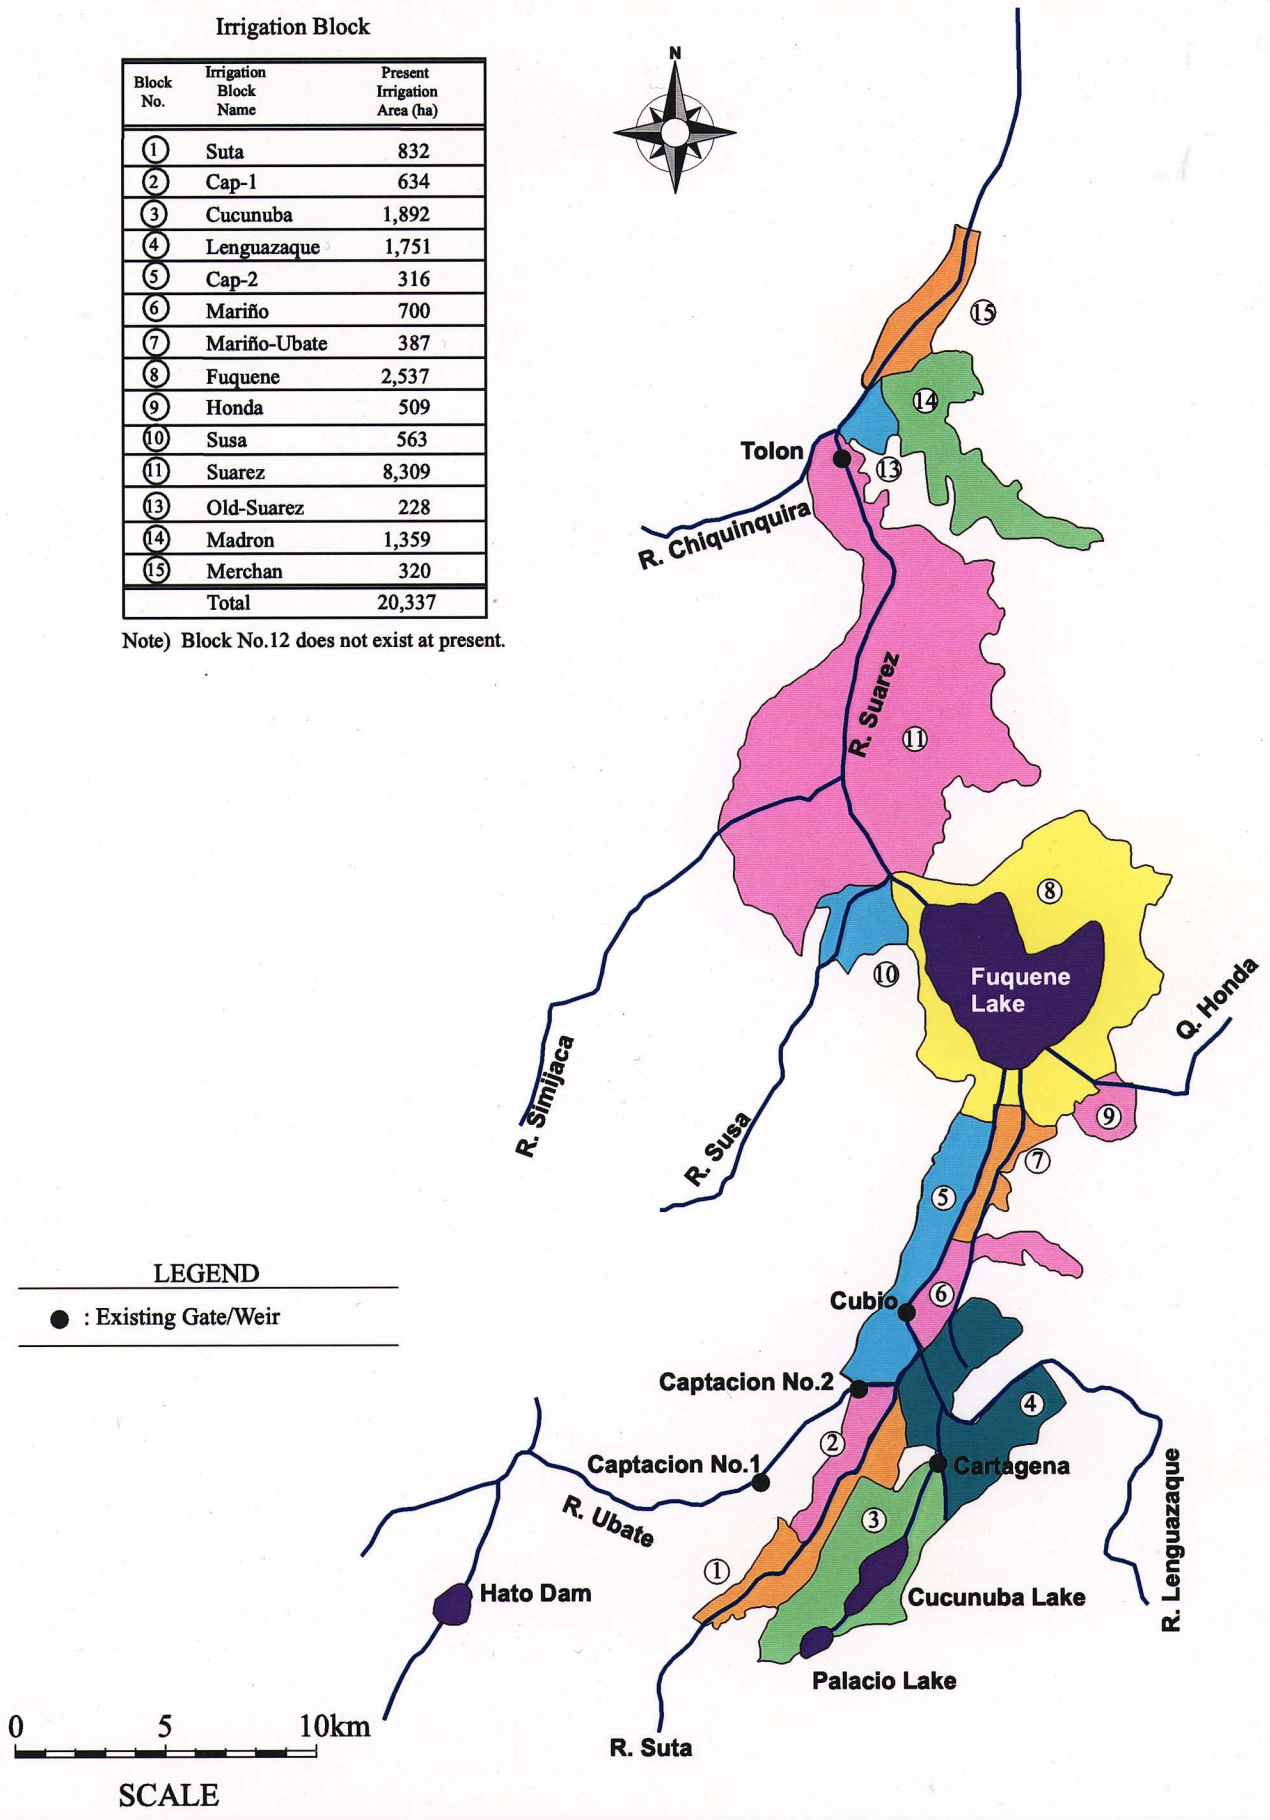 Irrigation Block
Block No. Irrigation Block Name Present Irrigation Area (ha)
1 Suta 832
2 Cap-1 634
3 Cucunuba 1,892
4 Lenguazaque 1,751
5 Cap-2 316
6 Mariño 700
7 Mariño-Ubate 387
8 Fuquene 2,537
9 Honda 509
10 Susa 563
11 Suarez 8,309
13 Old-Suarez 228
14 Madron 1,359
15 Merchan 320
Total 20,337
Note) Block No.12 does not exist at present.
N
15
14
Tolon
13
R. Chiquinquira
R. Suarez
11
8
10
Fuquene
Lake
Q. Honda
R. Simijaca
R. Susa
9
7
5
LEGEND
: Existing Gate/Weir
6
Cubio
Captacion No.2
4
2
Captacion No.1
Cartagena
R. Ubate
3
R. Lenguazaque
1
Hato Dam
Cucunuba Lake
Palacio Lake
0 5 10km
SCALE
R. Suta